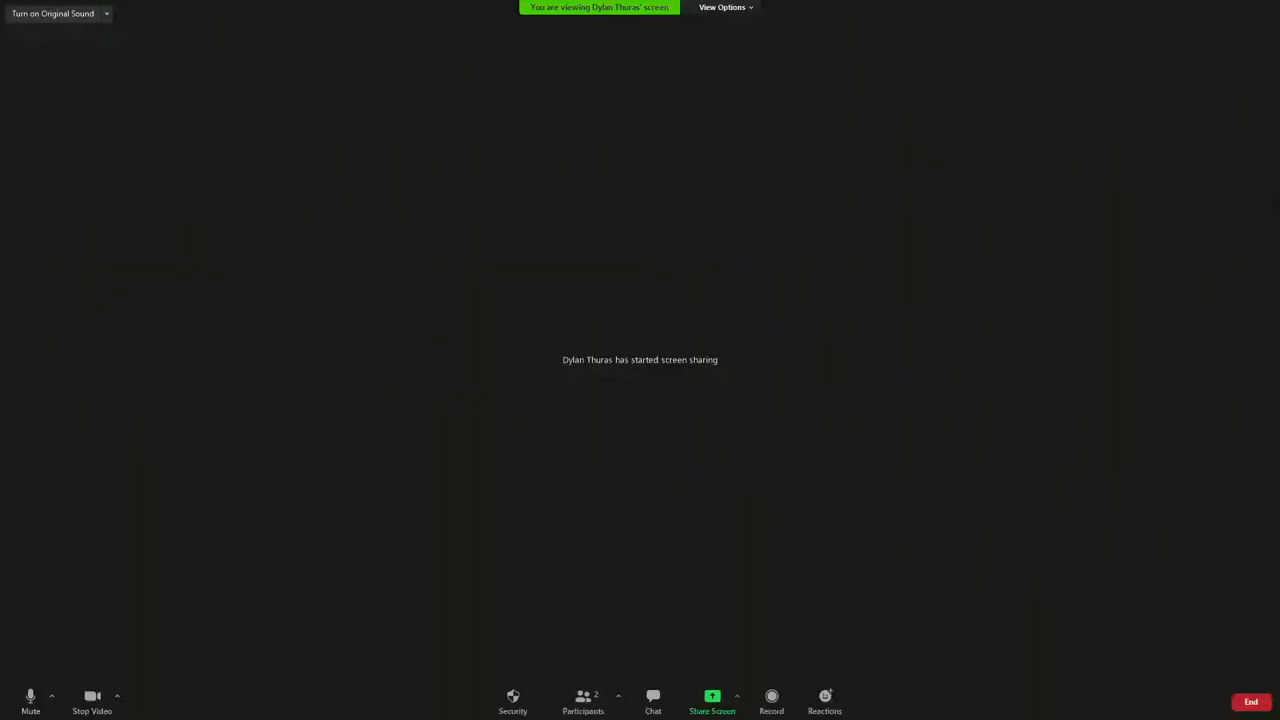 Turn on Original Sound
You are viewing Dylan Thuras' screen
View Options
Dylan Thuras has started screen sharing
Mute
Stop Video
Security
2
Participants
Chat
Share Screen
Record
Reactions
End